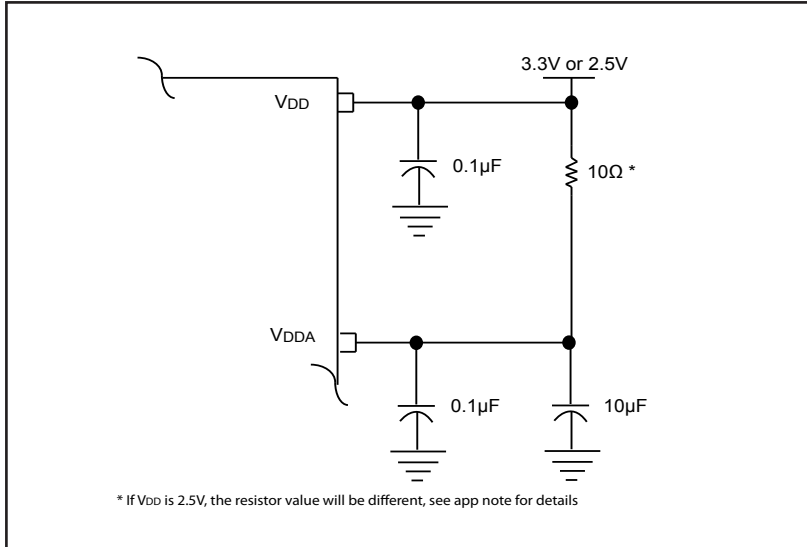 3.3V or 2.5V
VDD
0.1µF
10Ω *
VDDA
0.1µF
10µF
* If VDD is 2.5V, the resistor value will be different, see app note for details